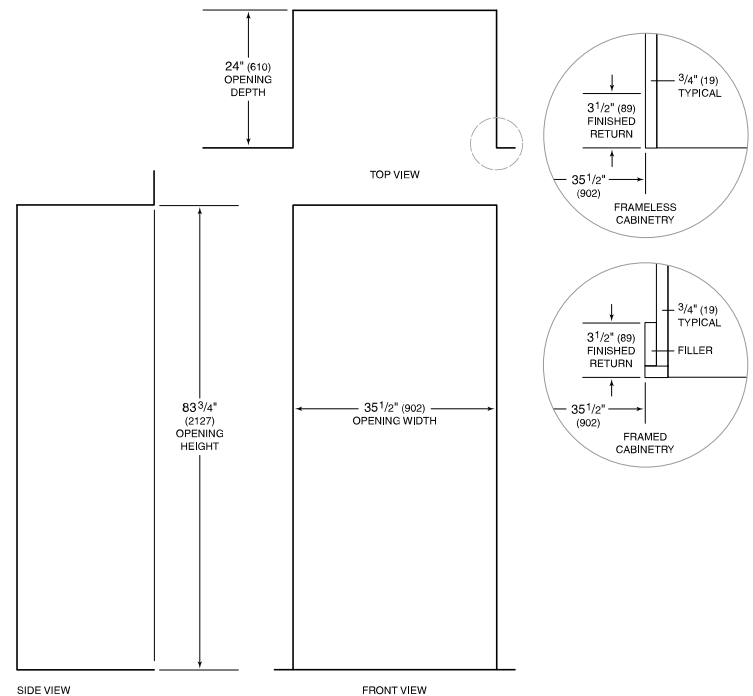 24" (610)
OPENING
DEPTH
TOP VIEW
3/4" (19)
TYPICAL
3 1/2" (89)
FINISHED
RETURN
35 1/2"
(902)
FRAMELESS
CABINETRY
83 3/4"
(2127)
OPENING
HEIGHT
35 1/2" (902)
OPENING WIDTH
3/4" (19)
TYPICAL
3 1/2" (89)
FINISHED
RETURN
FILLER
35 1/2"
(902)
FRAMED
CABINETRY
SIDE VIEW
FRONT VIEW